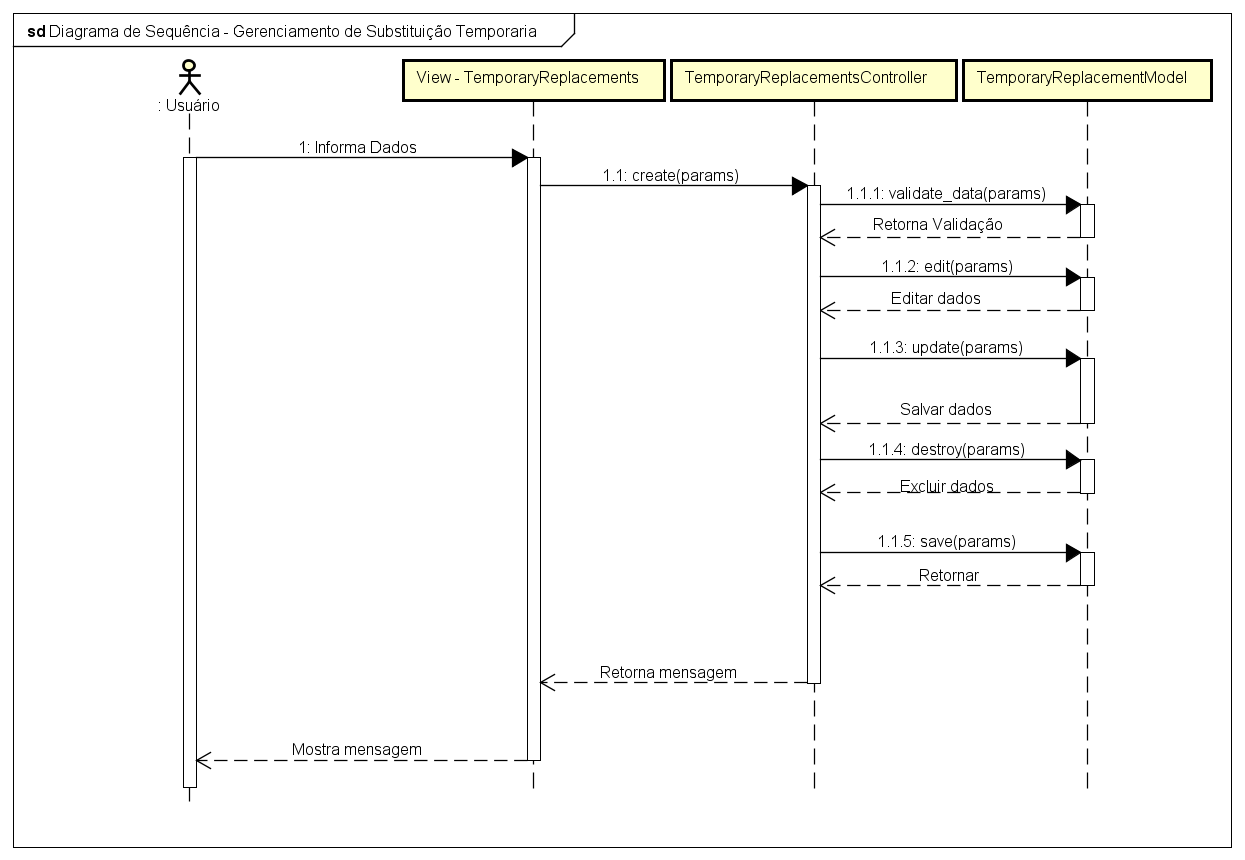 sd Diagrama de Sequência - Gerenciamento de Substituição Temporaria
: Usuário
View - TemporaryReplacements
TemporaryReplacementsController
TemporaryReplacementModel
1: Informa Dados
1.1: create(params)
1.1.1: validate_data(params)
Retorna Validação
1.1.2: edit(params)
Editar dados
1.1.3: update(params)
Salvar dados
1.1.4: destroy(params)
Excluir dados
1.1.5: save(params)
Retornar
Retorna mensagem
Mostra mensagem